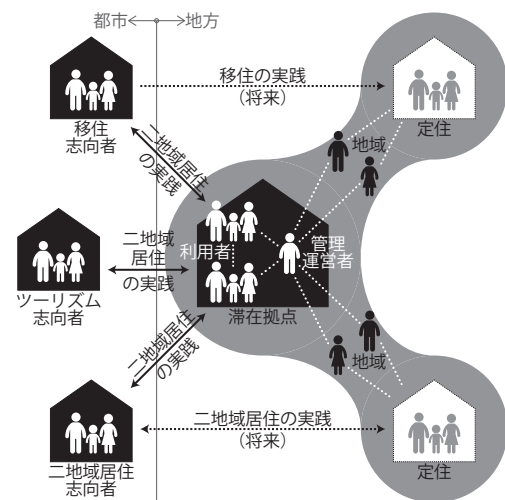 都市
地方
移住の実践
(将来)
移住
志向者
定住
二地域居住
の実践
地域
利用者
管理
運営者
滞在拠点
二地域
居住
の実践
ツーリズム
志向者
二地域居住
の実践
地域
二地域居住の実践
(将来)
二地域居住
志向者
定住